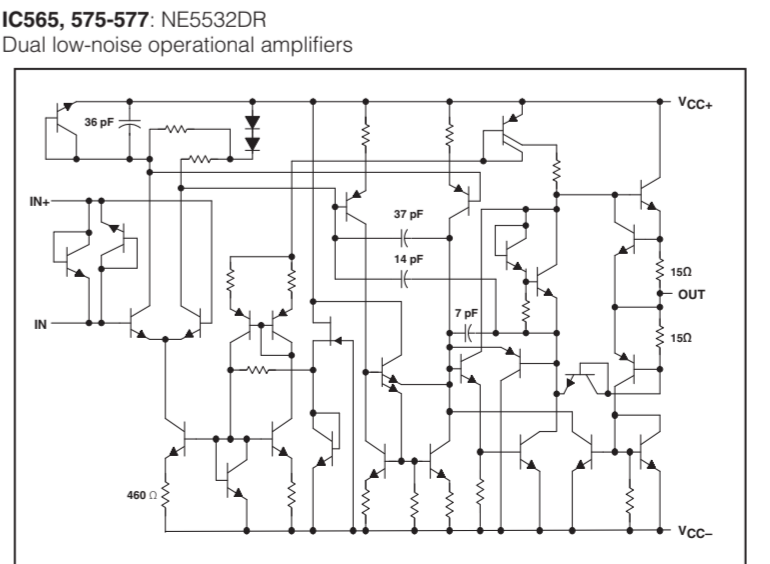 IC565, 575-577: NE5532DR
Dual low-noise operational amplifiers
VCC+
36 pF
IN+
37 pF
14 pF
15Ω
OUT
7 pF
15Ω
IN
460 Ω
VCC–